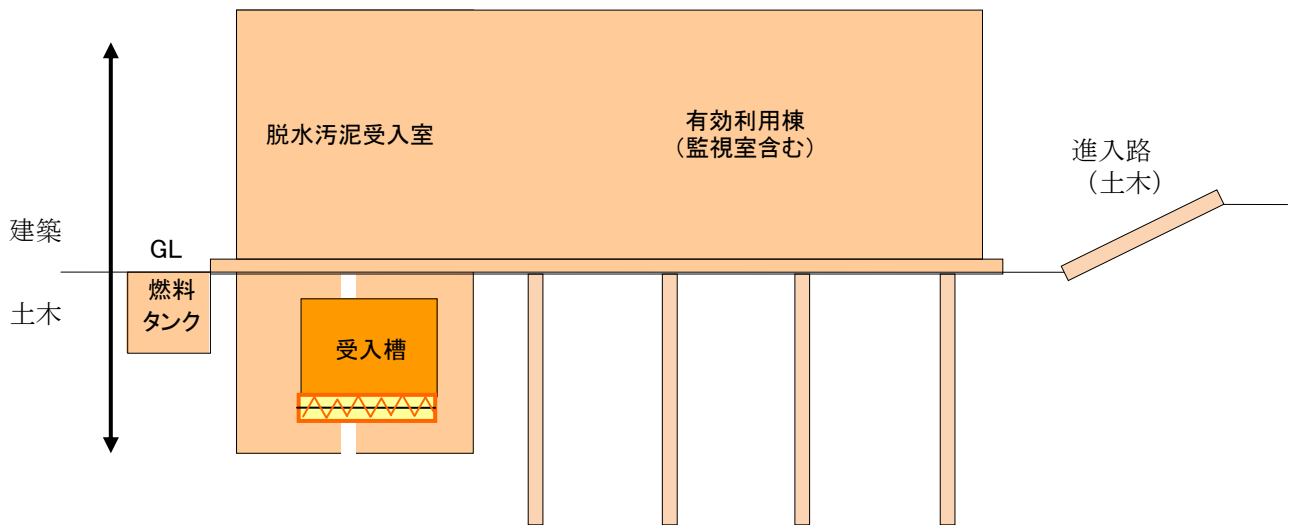 脱水汚泥受入室
有効利用棟
(監視室含む)
進入路
(土木)
建築
GL
土木
燃料
タンク
受入槽